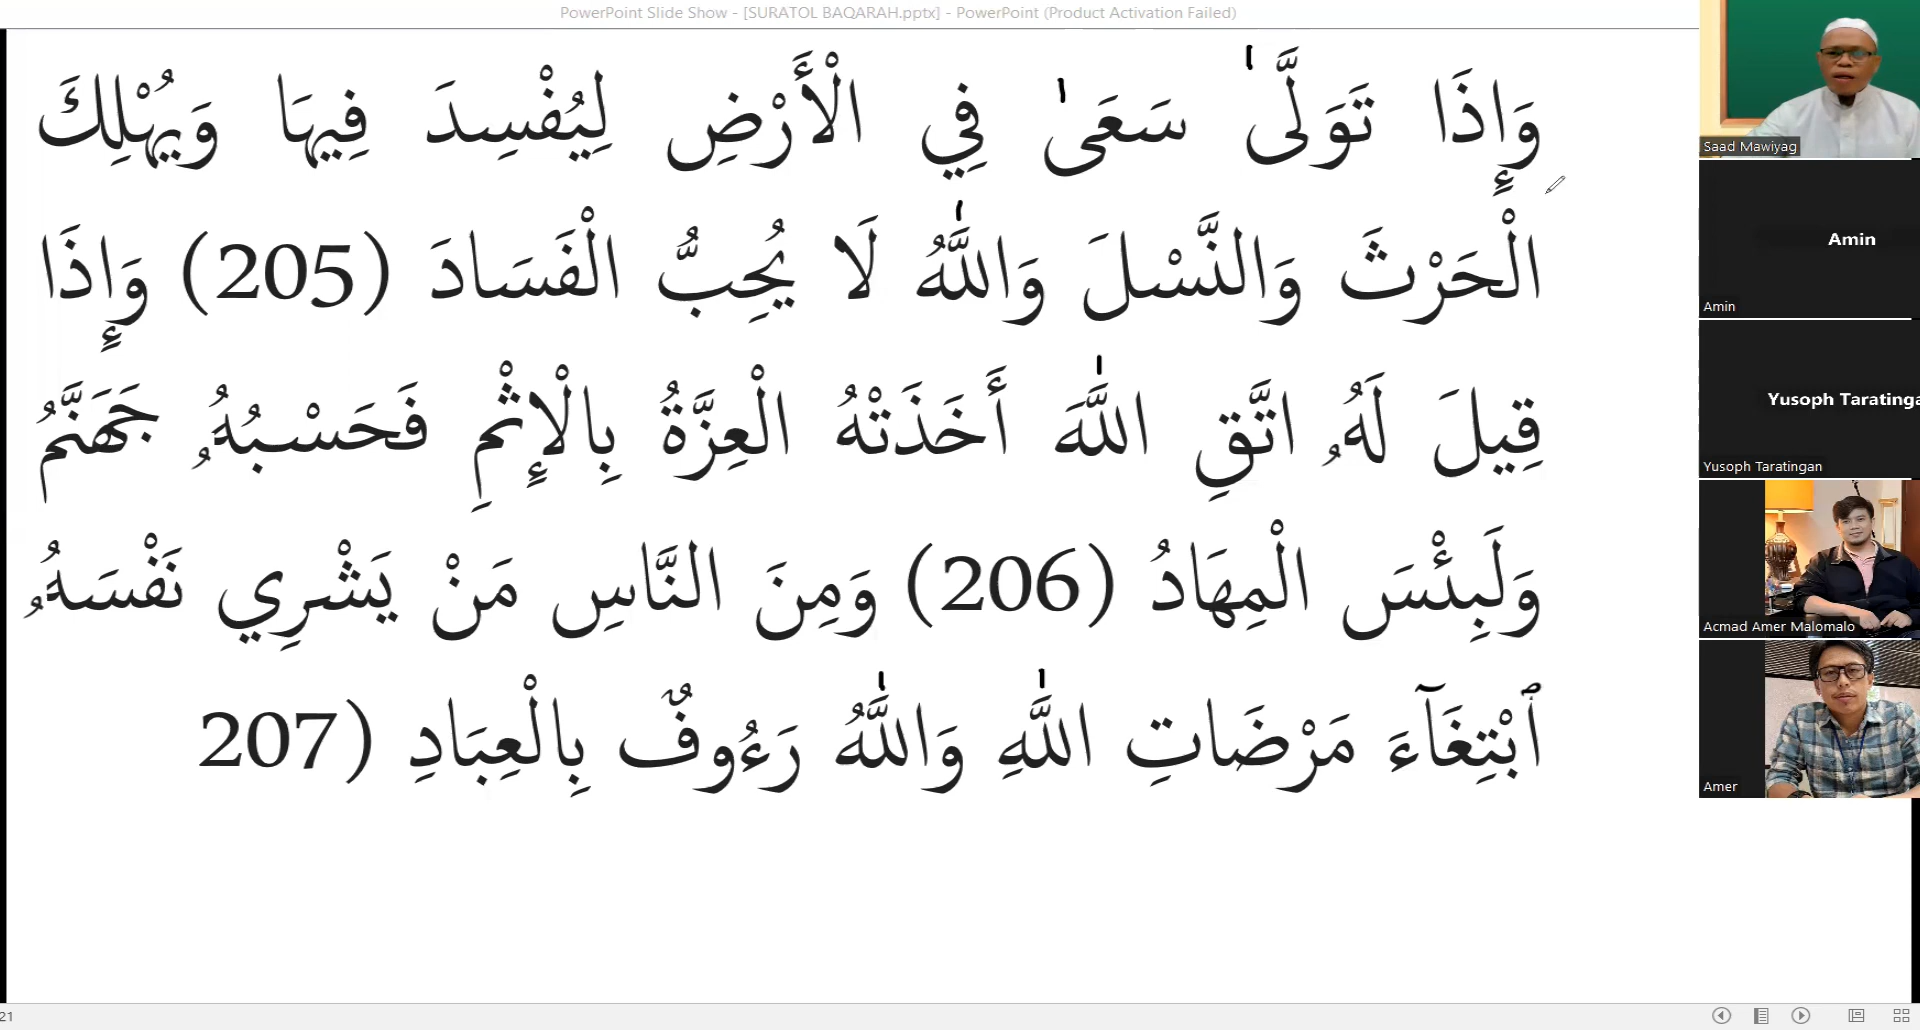 PowerPoint Slide Show - [SURATOL BAQARAH.pptx] - PowerPoint (Product Activation Failed)
وَإِذَا تَوَلَّىٰ سَعَىٰ فِي الْأَرْضِ لِيُفْسِدَ فِيهَا وَيُهْلِكَ
الْحَرْثَ وَالنَّسْلَ وَاللَّهُ لَا يُحِبُّ الْفَسَادَ (205) وَإِذَا
قِيلَ لَهُۥ اتَّقِ اللَّهَ أَخَذَتْهُ الْعِزَّةُ بِالْإِثْمِ فَحَسْبُهُۥ جَهَنَّمُ
وَلَبِئْسَ الْمِهَادُ (206) وَمِنَ النَّاسِ مَنْ يَشْرِي نَفْسَهُۥ
ٱبْتِغَآءَ مَرْضَاتِ اللَّهِ وَاللَّهُ رَءُوفٌ بِالْعِبَادِ (207
Saad Mawiyag
Amin
Amin
Yusoph Taratinga
Yusoph Taratingan
Acmad Amer Malomalo
Amer
21